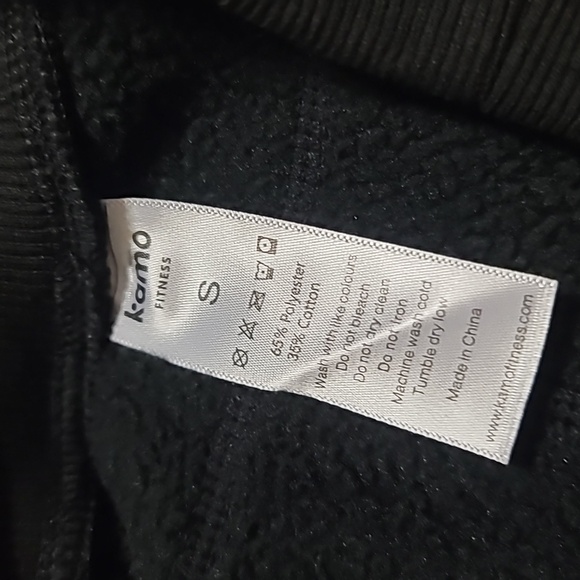 kamo
FITNESS
S
65% Polyester
35% Cotton
Wash with like colours
Do not bleach
Do not dry clean
Do not iron
Machine wash cold
Tumble dry low
Made in China
www.kamofitness.com